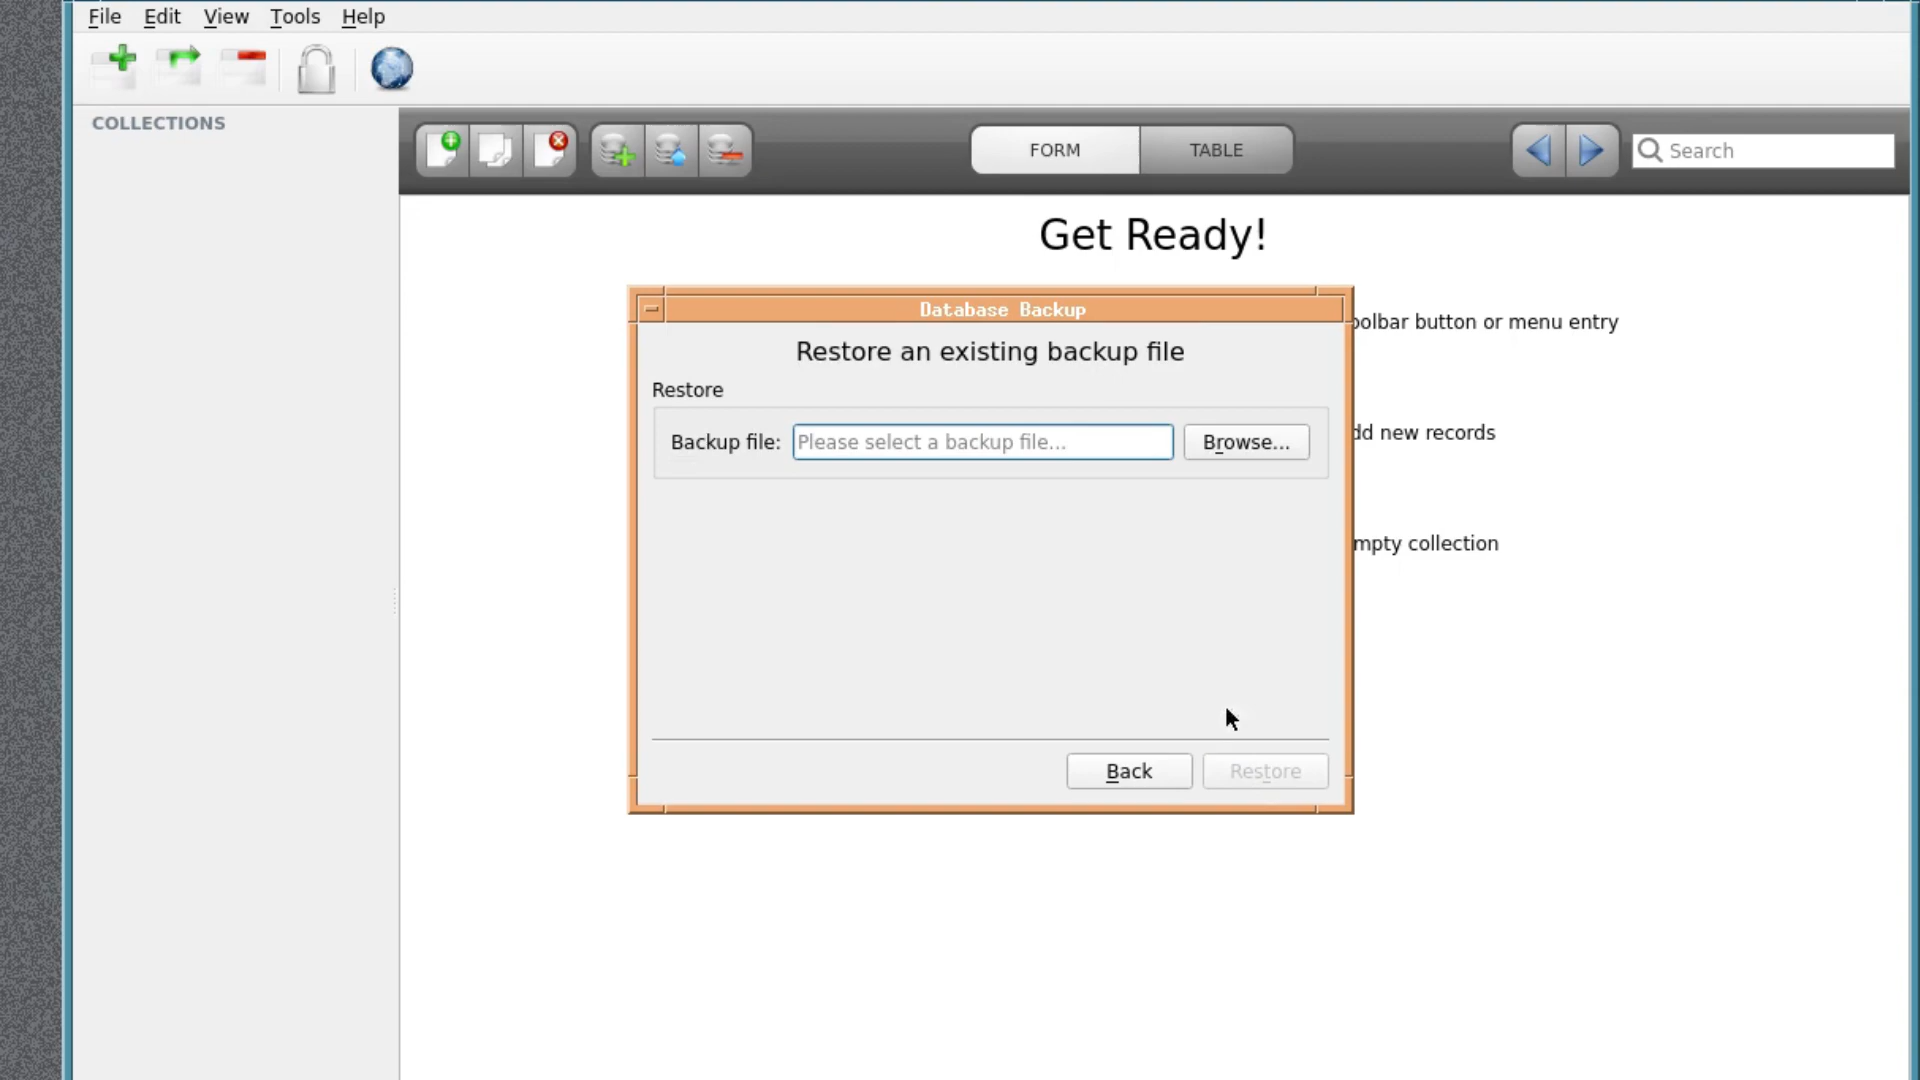 File Edit View Tools Help
COLLECTIONS
FORM TABLE
Search
Get Ready!
Database Backup
olbar button or menu entry
Restore an existing backup file
Restore
Backup file: Please select a backup file... Browse...
dd new records
mpty collection
Back Restore